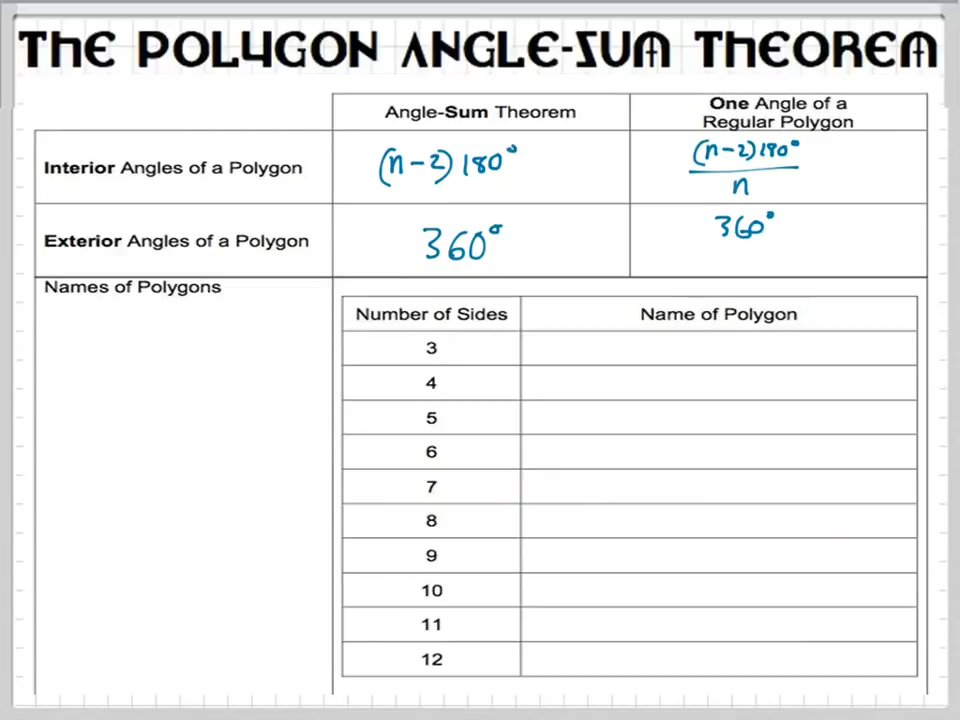 THE POLYGON ANGLE-SUM THEOREM
Angle-Sum Theorem
One Angle of a
Regular Polygon
Interior Angles of a Polygon
(n-2) 180°
(n-2) 180°
n
Exterior Angles of a Polygon
360°
360°
Names of Polygons
Number of Sides
Name of Polygon
3
4
5
6
7
8
9
10
11
12